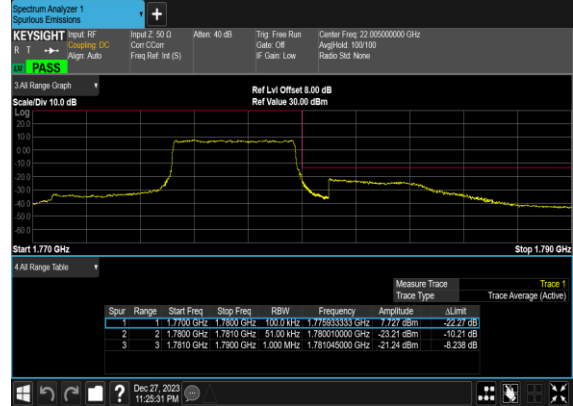 Spectrum Analyzer 1
Spurious Emissions
KEYSIGHT Input: RF Input Z: 50 Ω Atten: 40 dB Trig: Free Run Center Freq: 22.005000000 GHz
R T Coupling: DC Corr CCorr Gate: Off Avg|Hold: 100/100
Align: Auto Freq Ref: Int (S) IF Gain: Low Radio Std: None
PASS
3 All Range Graph
Ref Lvl Offset 8.00 dB
Scale/Div 10.0 dB Ref Value 30.00 dBm
Log
20.0
10.0
0.00
-10.0
-20.0
-30.0
-40.0
-50.0
-60.0
Start 1.770 GHz Stop 1.790 GHz
4 All Range Table
Measure Trace Trace 1
Trace Type Trace Average (Active)
Spur Range Start Freq Stop Freq RBW Frequency Amplitude ΔLimit
1 1 1.7700 GHz 1.7800 GHz 100.0 kHz 1.775933333 GHz 7.727 dBm -22.27 dB
2 2 1.7800 GHz 1.7810 GHz 51.00 kHz 1.780010000 GHz -23.21 dBm -10.21 dB
3 3 1.7810 GHz 1.7900 GHz 1.000 MHz 1.781045000 GHz -21.24 dBm -8.238 dB
? Dec 27, 2023
11:25:31 PM